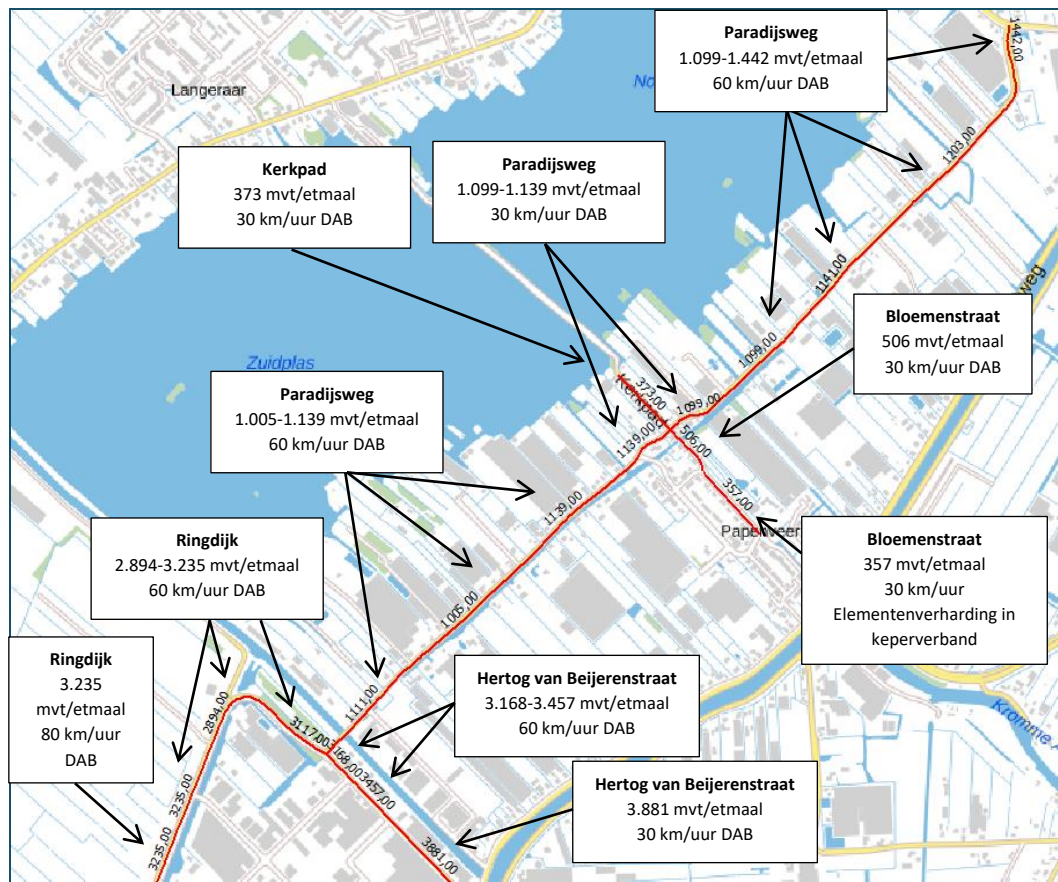 Paradijsweg
1.099-1.442 mvt/etmaal
60 km/uur DAB
1442,00
Langeraar
No
Kerkpad
373 mvt/etmaal
30 km/uur DAB
Paradijsweg
1.099-1.139 mvt/etmaal
30 km/uur DAB
1203,00
1141,00
weg
Bloemenstraat
506 mvt/etmaal
30 km/uur DAB
Zuidplas
1099,00
373,00
Kerkpad
1099,00
1139,00
506,00
Paradijsweg
1.005-1.139 mvt/etmaal
60 km/uur DAB
1139,00
357,00
Papenveer
Ringdijk
2.894-3.235 mvt/etmaal
60 km/uur DAB
Bloemenstraat
357 mvt/etmaal
30 km/uur
Elementenverharding in
keperverband
1005,00
Ringdijk
3.235
mvt/etmaal
80 km/uur
DAB
Hertog van Beijerenstraat
3.168-3.457 mvt/etmaal
60 km/uur DAB
Kromme
1111,00
2894,00
3117,00
3168,00
3457,00
Hertog van Beijerenstraat
3.881 mvt/etmaal
30 km/uur DAB
3235,00
3235,00
3881,00